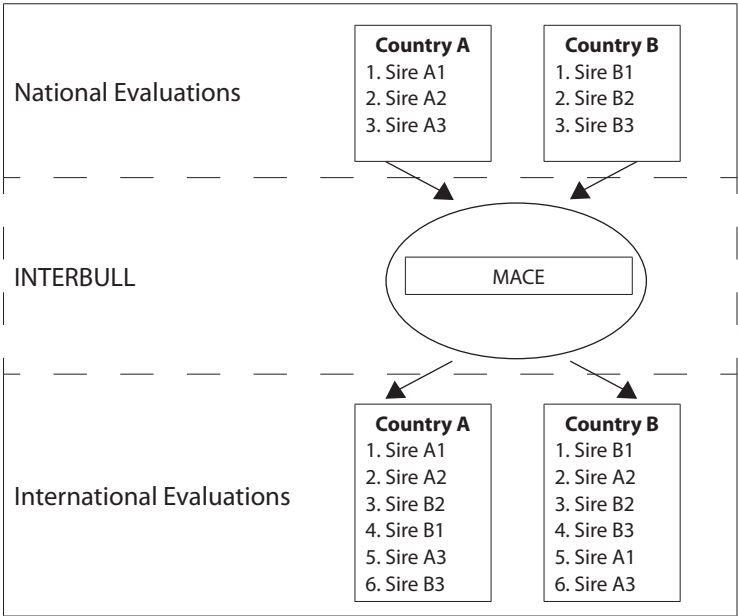 National Evaluations
Country A
1. Sire A1
2. Sire A2
3. Sire A3
Country B
1. Sire B1
2. Sire B2
3. Sire B3
INTERBULL
MACE
International Evaluations
Country A
1. Sire A1
2. Sire A2
3. Sire B2
4. Sire B1
5. Sire A3
6. Sire B3
Country B
1. Sire B1
2. Sire A2
3. Sire B2
4. Sire B3
5. Sire A1
6. Sire A3